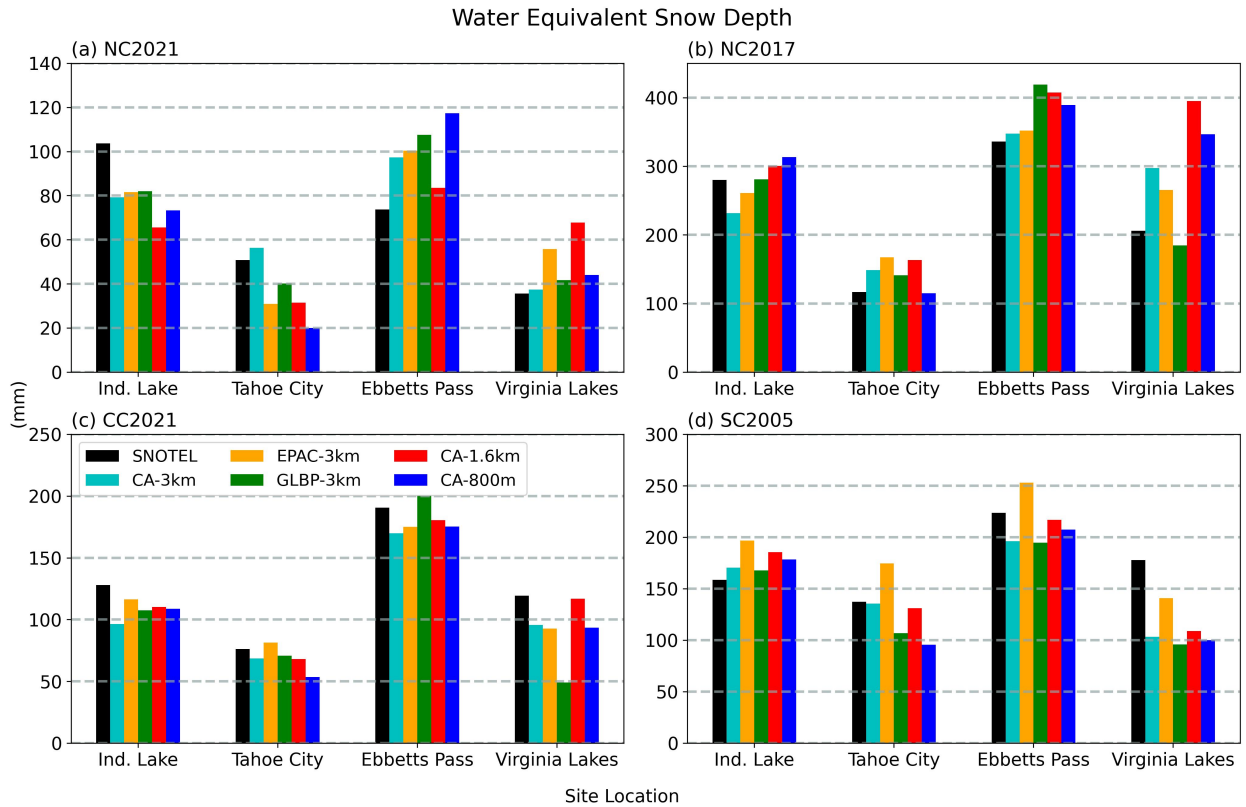 Water Equivalent Snow Depth
(a) NC2021
140
120
100
80
60
40
20
0
Ind. Lake Tahoe City Ebbetts Pass Virginia Lakes
(b) NC2017
400
300
200
100
0
Ind. Lake Tahoe City Ebbetts Pass Virginia Lakes
(mm)
(c) CC2021
250
200
150
100
50
0
SNOTEL EPAC-3km CA-1.6km
CA-3km GLBP-3km CA-800m
Ind. Lake Tahoe City Ebbetts Pass Virginia Lakes
(d) SC2005
300
250
200
150
100
50
0
Ind. Lake Tahoe City Ebbetts Pass Virginia Lakes
Site Location